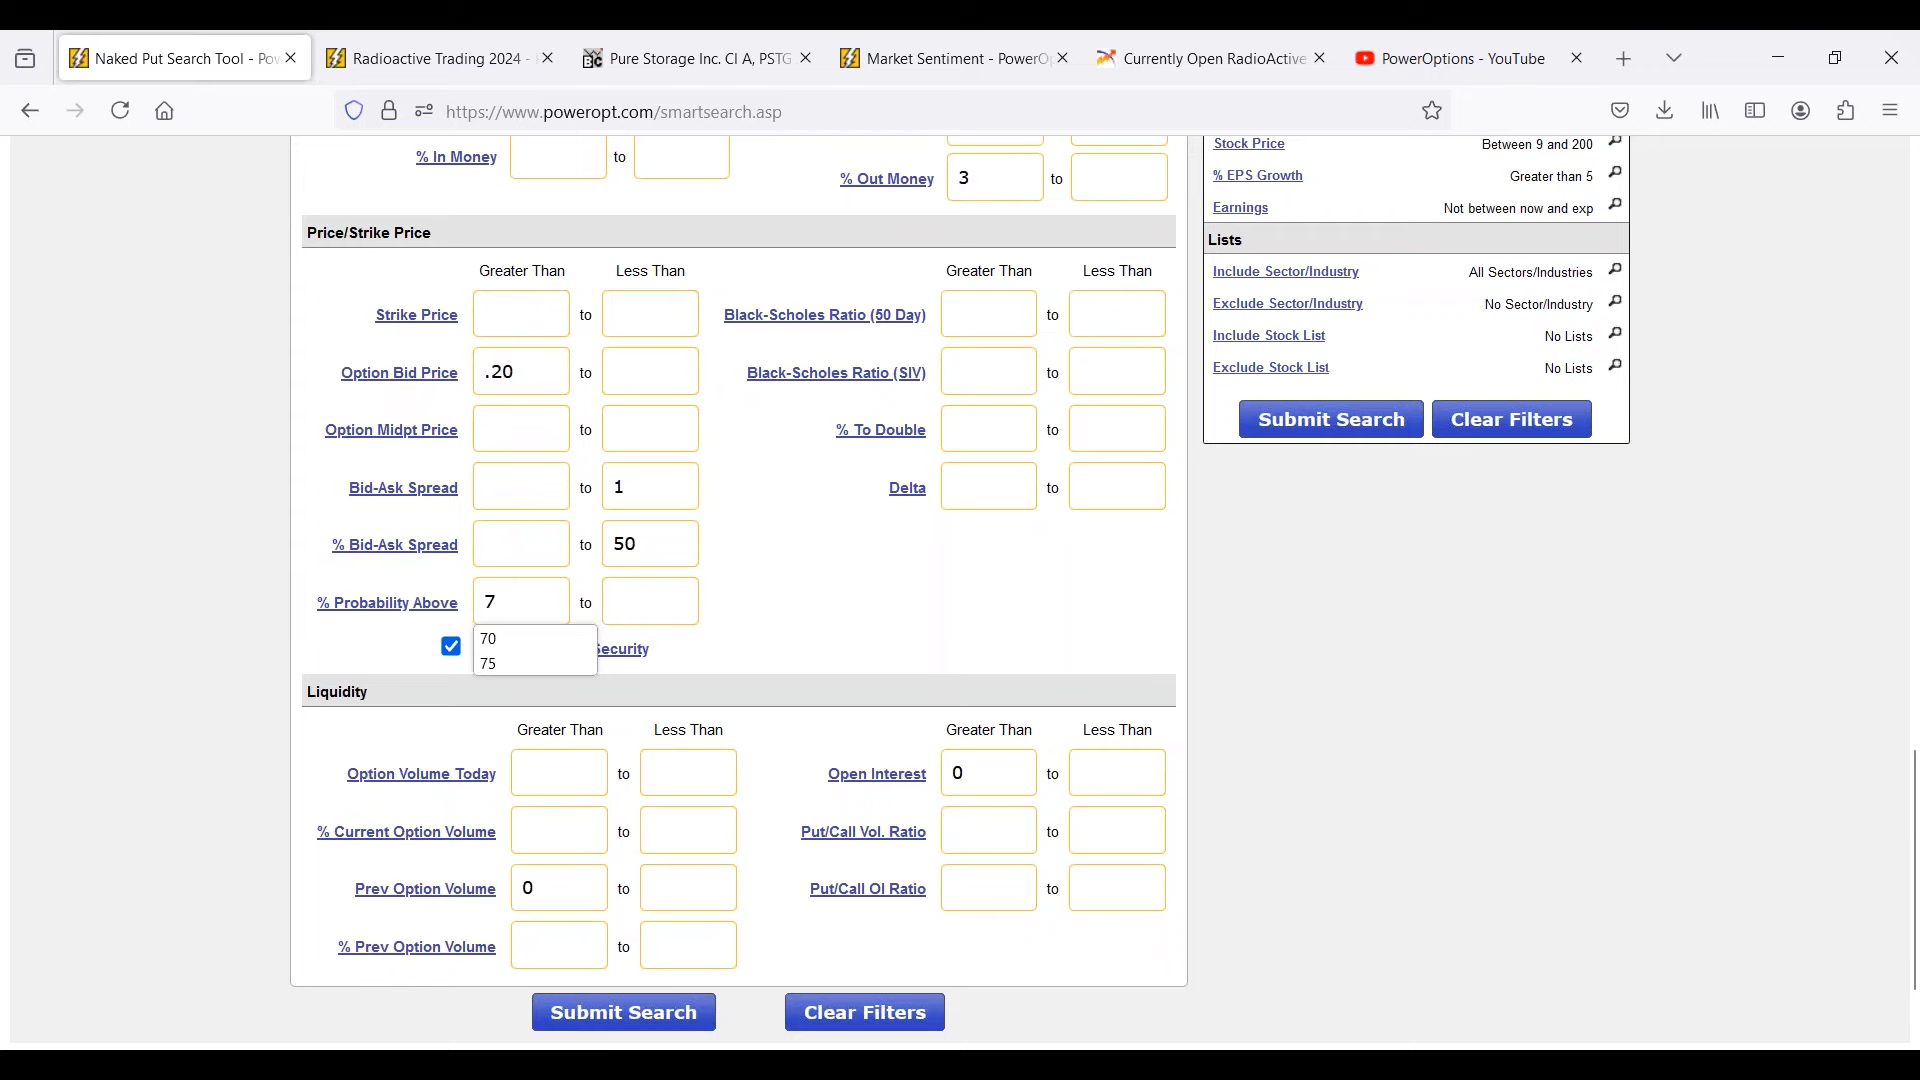 Naked Put Search Tool - Po
Radioactive Trading 2024 -
Pure Storage Inc. Cl A, PSTG
Market Sentiment - PowerO
Currently Open RadioActive
PowerOptions - YouTube
https://www.poweropt.com/smartsearch.asp
% In Money to
% Out Money 3 to
Price/Strike Price
Greater Than Less Than Greater Than Less Than
Strike Price to Black-Scholes Ratio (50 Day) to
Option Bid Price .20 to Black-Scholes Ratio (SIV) to
Option Midpt Price to % To Double to
Bid-Ask Spread to 1 Delta to
% Bid-Ask Spread to 50
% Probability Above 7 to
70
75
Security
Liquidity
Greater Than Less Than Greater Than Less Than
Option Volume Today to Open Interest 0 to
% Current Option Volume to Put/Call Vol. Ratio to
Prev Option Volume 0 to Put/Call OI Ratio to
% Prev Option Volume to
Submit Search Clear Filters
Stock Price Between 9 and 200
% EPS Growth Greater than 5
Earnings Not between now and exp
Lists
Include Sector/Industry All Sectors/Industries
Exclude Sector/Industry No Sector/Industry
Include Stock List No Lists
Exclude Stock List No Lists
Submit Search Clear Filters